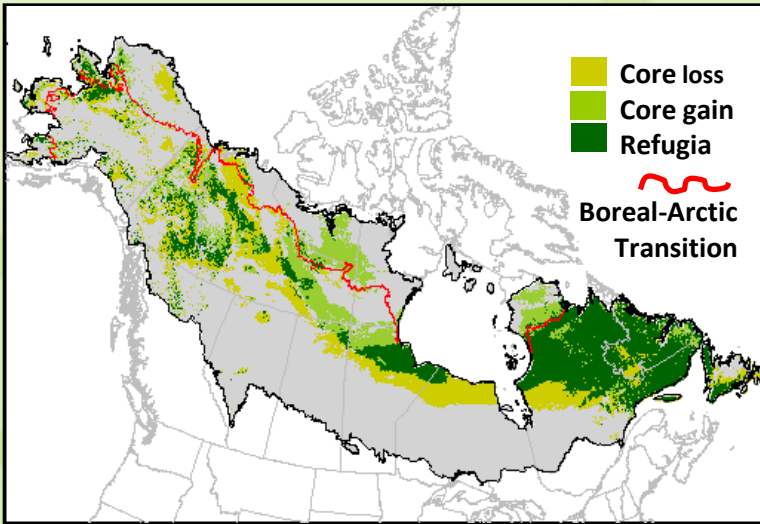 Core loss
Core gain
Refugia
Boreal-Arctic
Transition